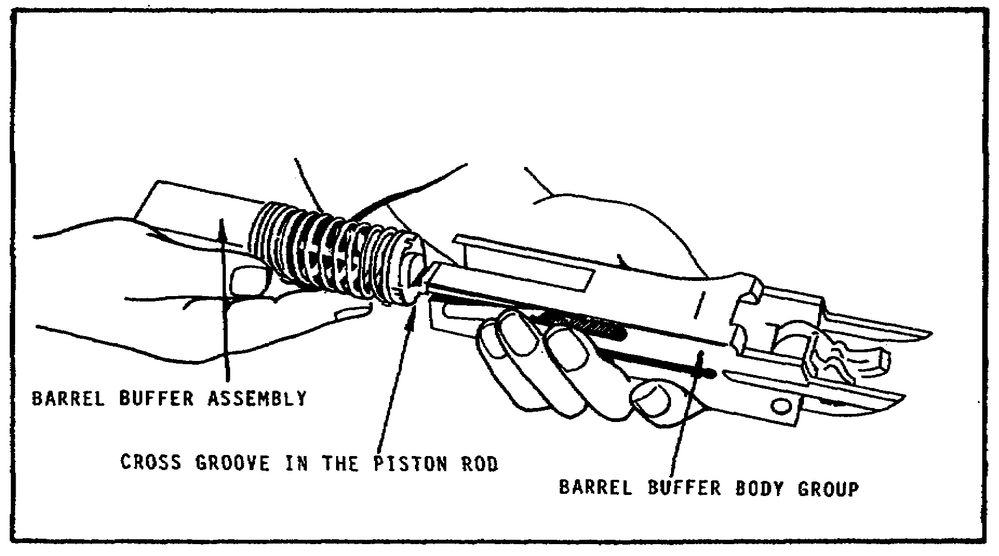 BARREL BUFFER ASSEMBLY
CROSS GROOVE IN THE PISTON ROD
BARREL BUFFER BODY GROUP